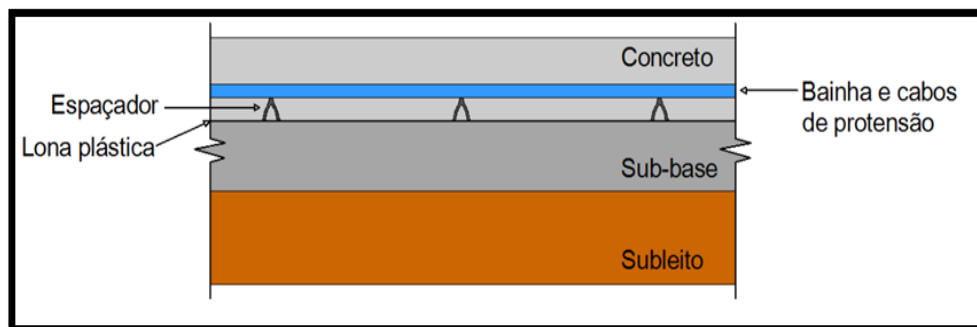 Concreto
Espaçador
Bainha e cabos
de protensão
Lona plástica
Sub-base
Subleito